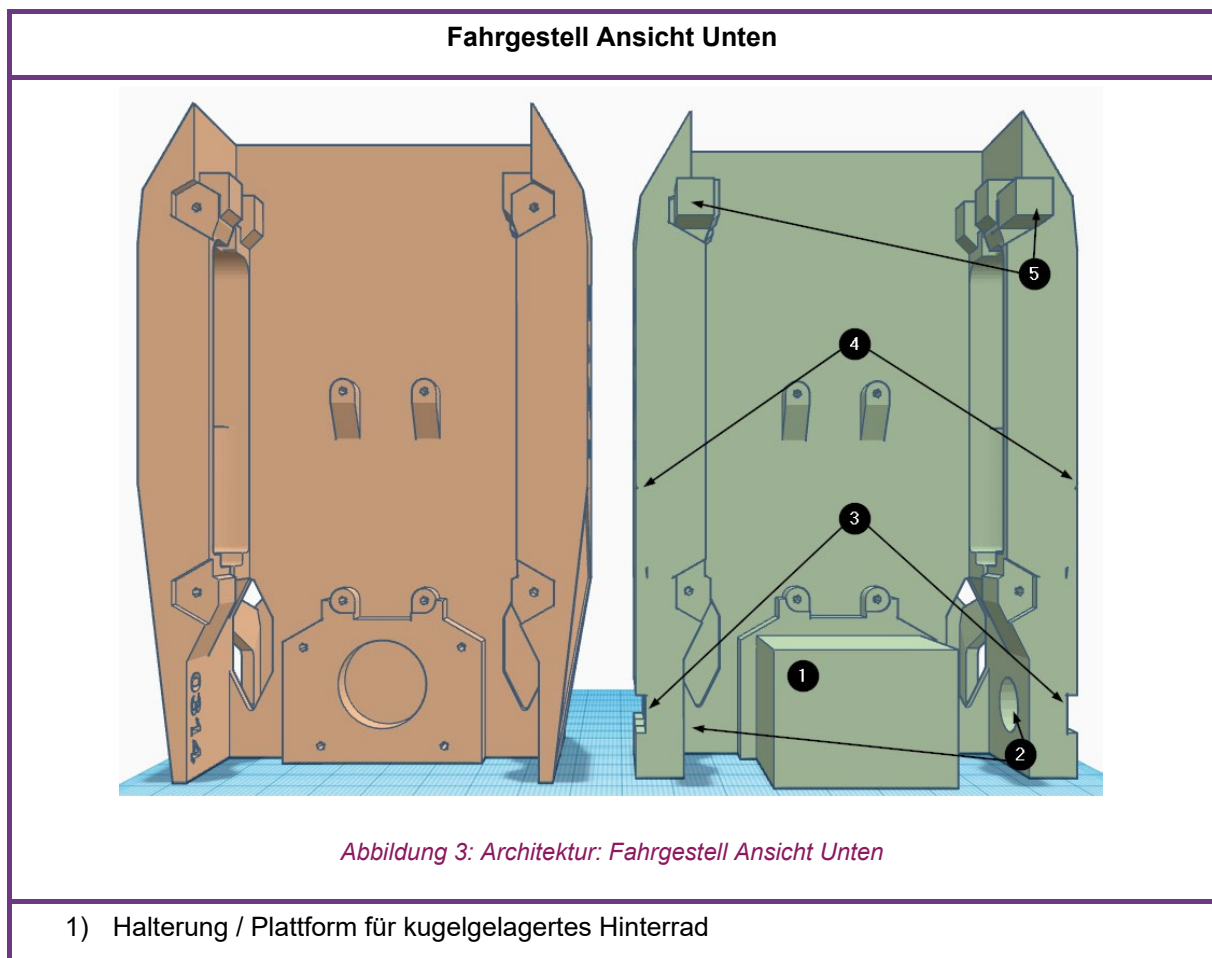 Fahrgestell Ansicht Unten
5
4
3
1
2
Abbildung 3: Architektur: Fahrgestell Ansicht Unten
1) Halterung / Plattform für kugelgelagertes Hinterrad